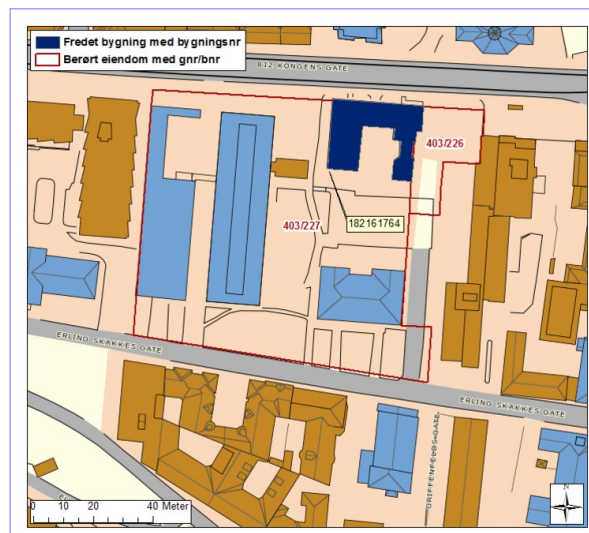 Fredet bygning med bygningsnr
Berørt eiendom med gnr/bnr
812 KONGENS GATE
403/226
403/227
182161764
ERLING SKAKKES GATE
ERLING SKAKKES GATE
GRIFFENFELDS GATE
N
0 10 20 40 Meter